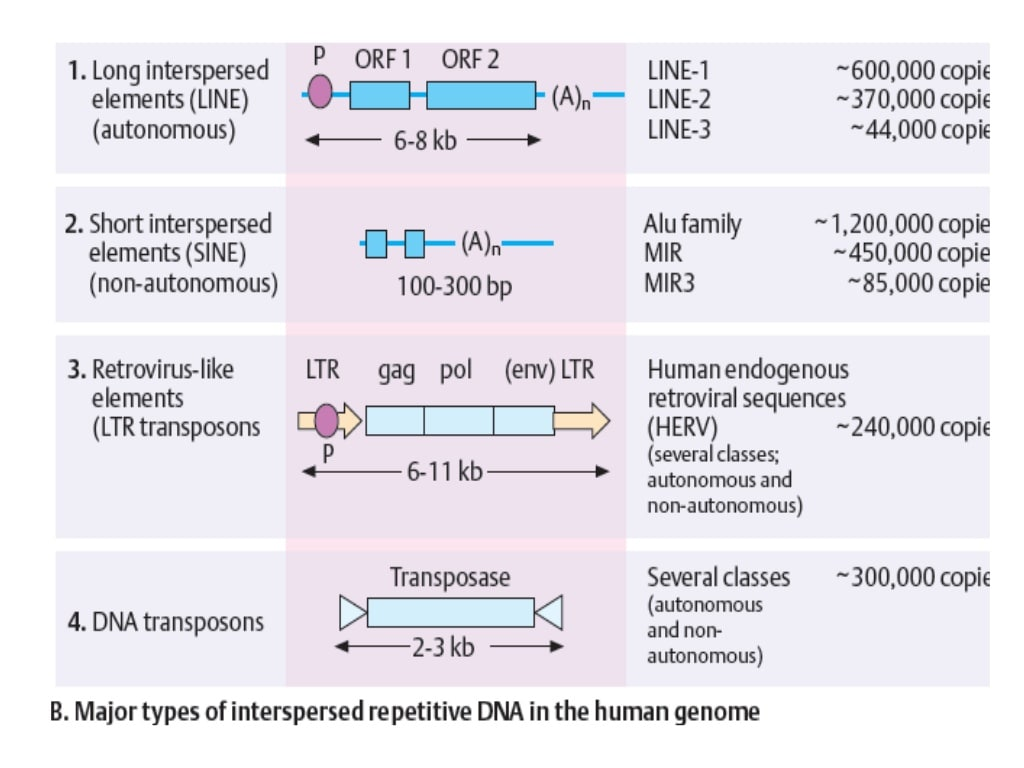 1. Long interspersed
elements (LINE)
(autonomous)
P ORF 1 ORF 2
(A)n
6-8 kb
LINE-1 ~600,000 copie
LINE-2 ~370,000 copie
LINE-3 ~44,000 copie
2. Short interspersed
elements (SINE)
(non-autonomous)
(A)n
100-300 bp
Alu family ~1,200,000 copie
MIR ~450,000 copie
MIR3 ~85,000 copie
3. Retrovirus-like
elements
(LTR transposons
LTR gag pol (env) LTR
P
6-11 kb
Human endogenous
retroviral sequences
(HERV) ~240,000 copie
(several classes;
autonomous and
non-autonomous)
4. DNA transposons
Transposase
2-3 kb
Several classes ~300,000 copie
(autonomous
and non-
autonomous)
B. Major types of interspersed repetitive DNA in the human genome